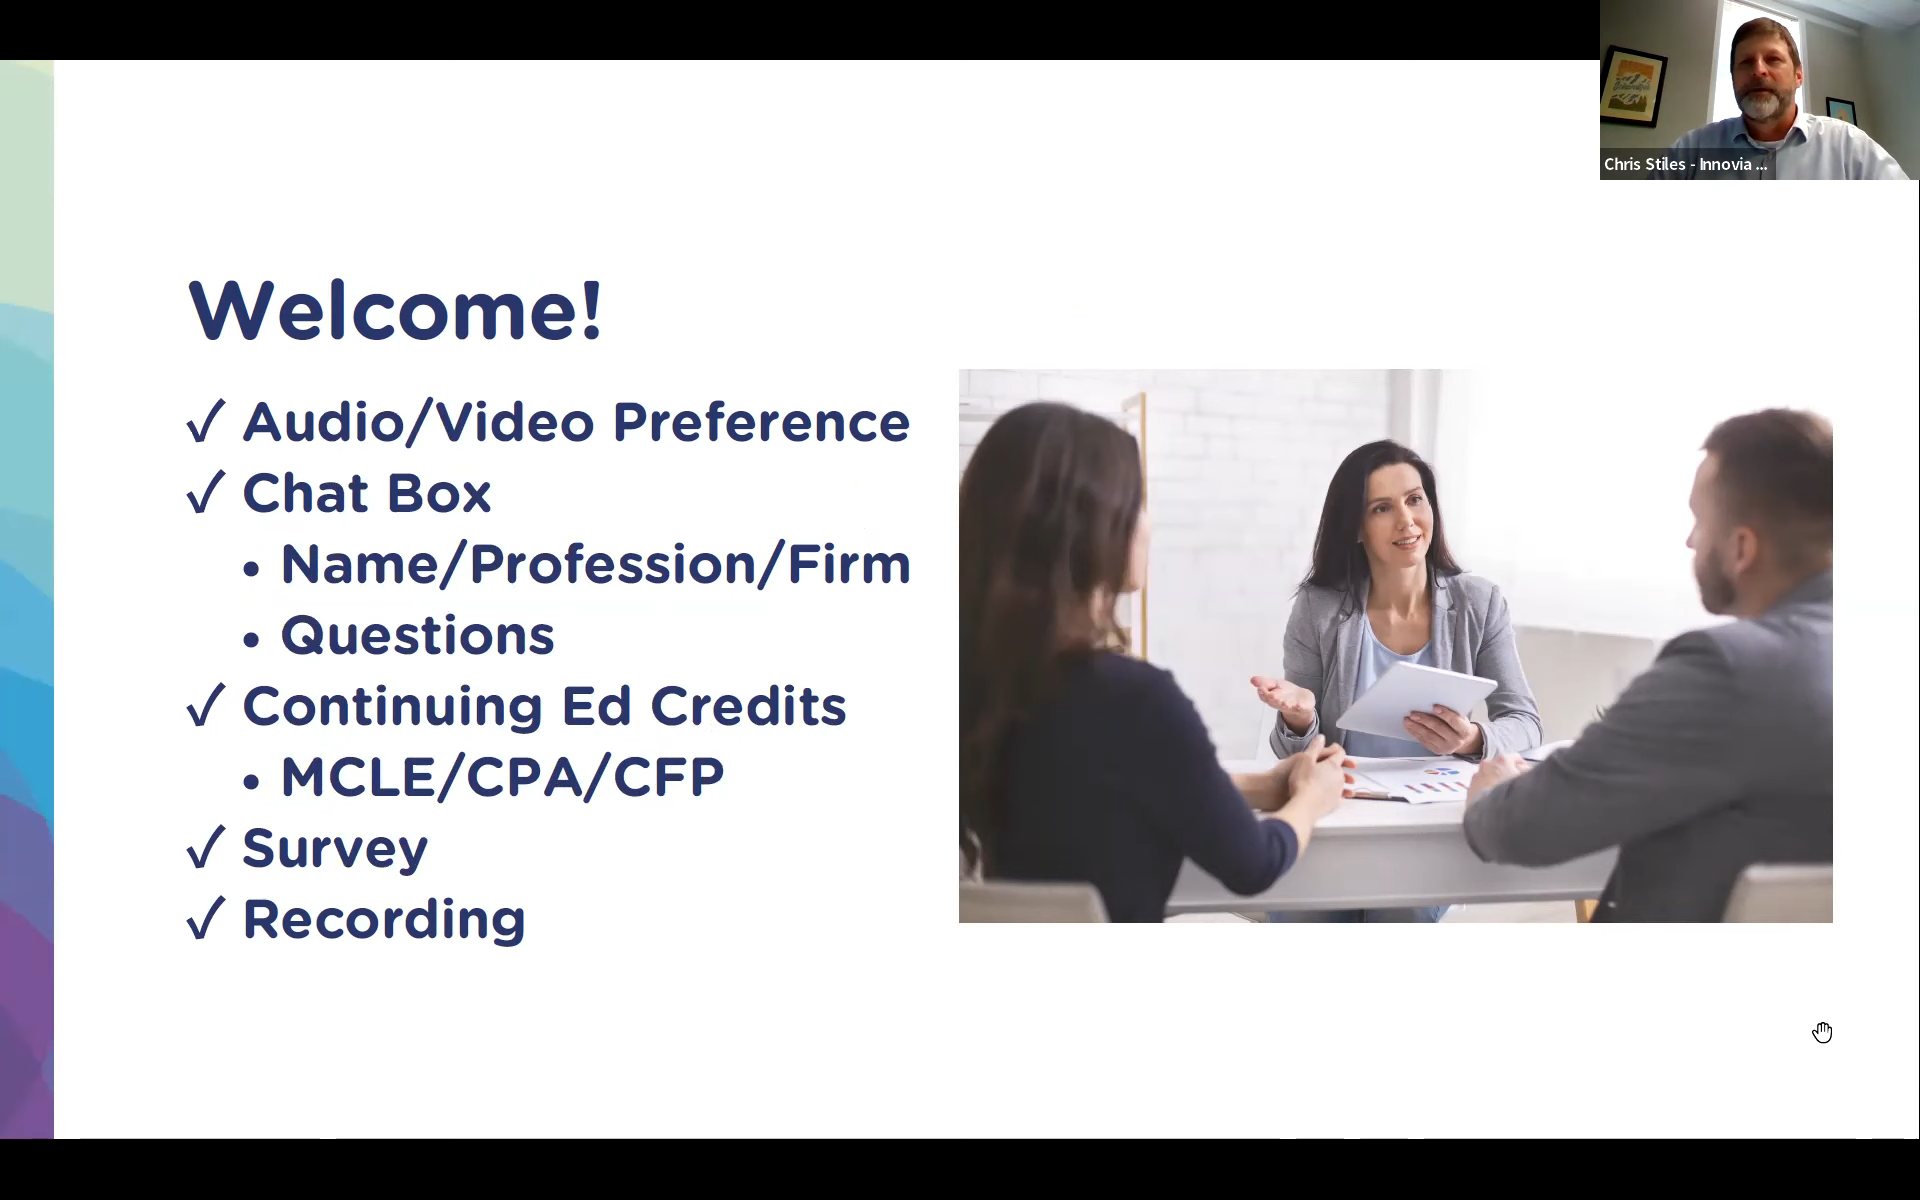 Chris Stiles - Innovia ...
Welcome!
✓ Audio/Video Preference
✓ Chat Box
• Name/Profession/Firm
• Questions
✓ Continuing Ed Credits
• MCLE/CPA/CFP
✓ Survey
✓ Recording